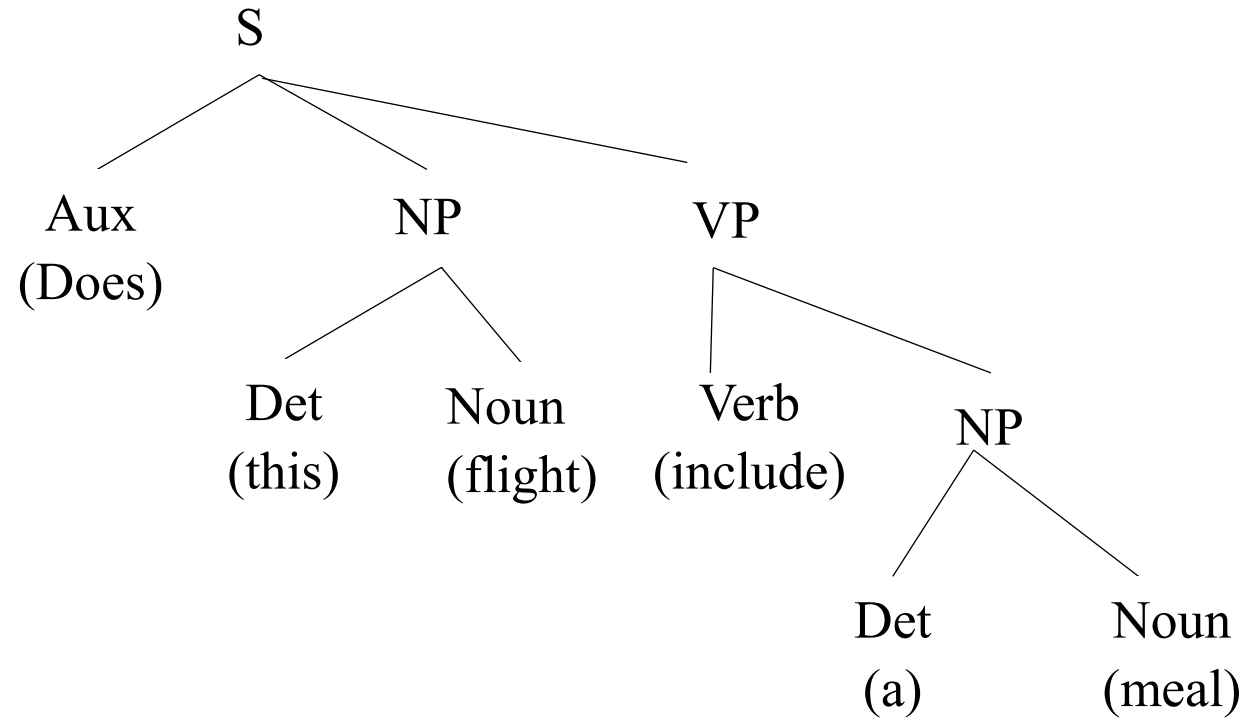 S
Aux NP VP
(Does)
Det Noun Verb NP
(this) (flight) (include)
Det Noun
(a) (meal)